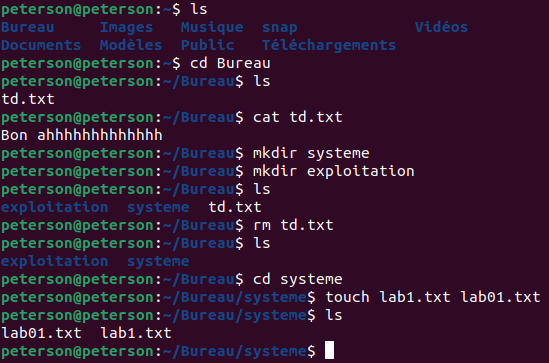 peterson@peterson:~$ ls
Bureau Images Musique snap Vidéos
Documents Modèles Public Téléchargements
peterson@peterson:~$ cd Bureau
peterson@peterson:~/Bureau$ ls
td.txt
peterson@peterson:~/Bureau$ cat td.txt
Bon ahhhhhhhhhhhhh
peterson@peterson:~/Bureau$ mkdir systeme
peterson@peterson:~/Bureau$ mkdir exploitation
peterson@peterson:~/Bureau$ ls
exploitation systeme td.txt
peterson@peterson:~/Bureau$ rm td.txt
peterson@peterson:~/Bureau$ ls
exploitation systeme
peterson@peterson:~/Bureau$ cd systeme
peterson@peterson:~/Bureau/systeme$ touch lab1.txt lab01.txt
peterson@peterson:~/Bureau/systeme$ ls
lab01.txt lab1.txt
peterson@peterson:~/Bureau/systeme$